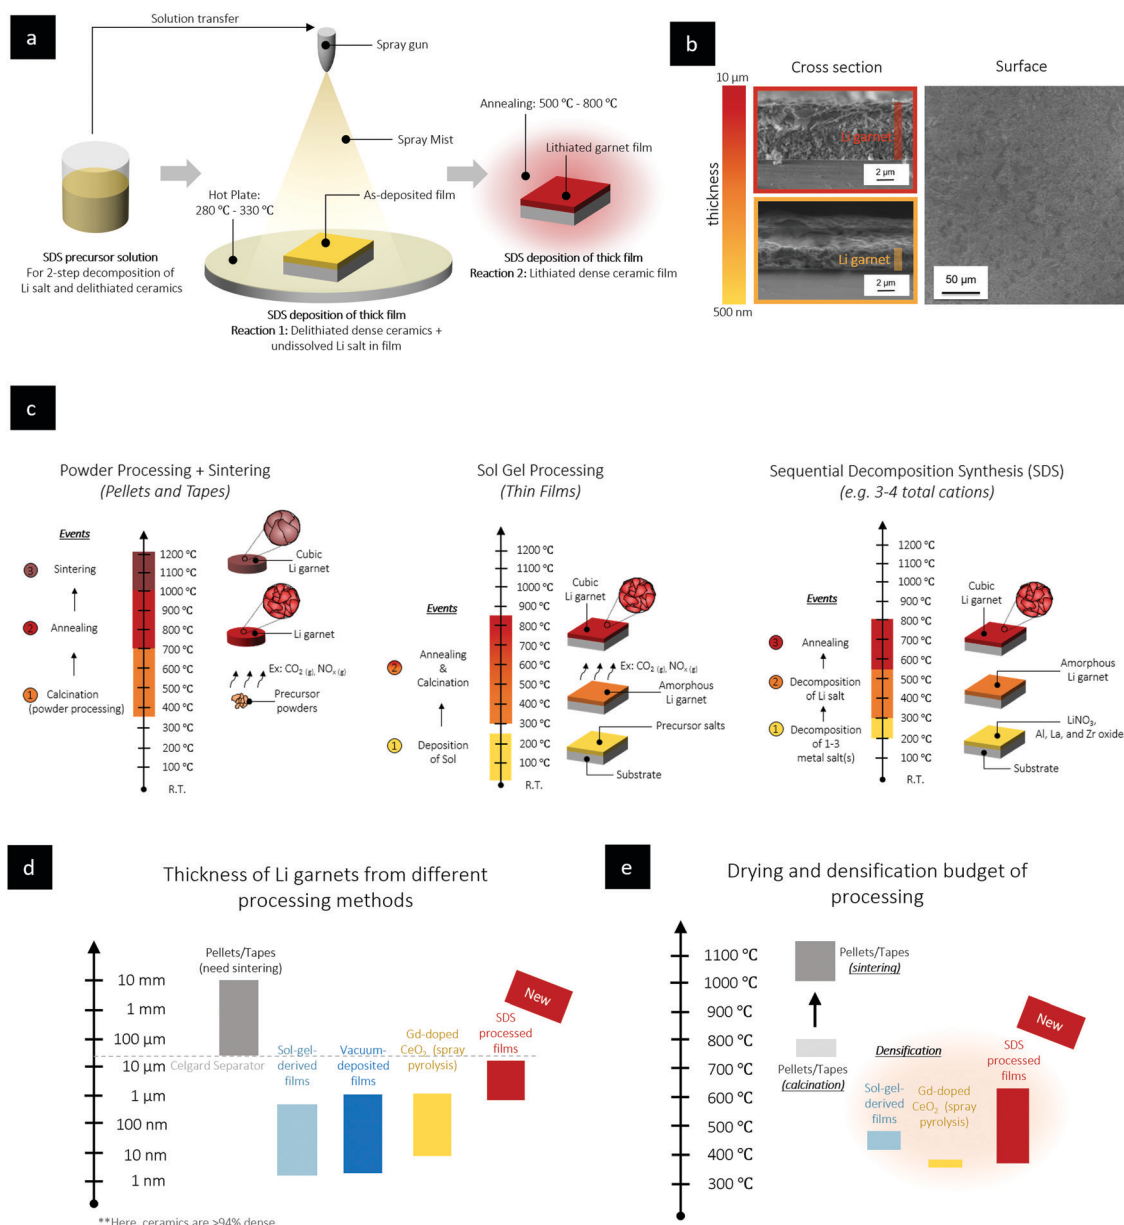 a
Solution transfer
Spray gun
Spray Mist
Hot Plate:
280 °C - 330 °C
As-deposited film
Annealing: 500 °C - 800 °C
Lithiated garnet film
SDS precursor solution
For 2-step decomposition of
Li salt and delithiated ceramics
SDS deposition of thick film
Reaction 1: Delithiated dense ceramics +
undissolved Li salt in film
SDS deposition of thick film
Reaction 2: Lithiated dense ceramic film
b
10 µm
thickness
500 nm
Cross section
Surface
Li garnet
2 µm
Li garnet
2 µm
50 µm
c
Powder Processing + Sintering
(Pellets and Tapes)
Events
3 Sintering
2 Annealing
1 Calcination
(powder processing)
1200 °C
1100 °C
1000 °C
900 °C
800 °C
700 °C
600 °C
500 °C
400 °C
300 °C
200 °C
100 °C
R.T.
Cubic
Li garnet
Li garnet
Ex: CO2 (g), NOx (g)
Precursor
powders
Sol Gel Processing
(Thin Films)
Events
2 Annealing
&
Calcination
1 Deposition
of Sol
1200 °C
1100 °C
1000 °C
900 °C
800 °C
700 °C
600 °C
500 °C
400 °C
300 °C
200 °C
100 °C
R.T.
Cubic
Li garnet
Ex: CO2 (g), NOx (g)
Amorphous
Li garnet
Precursor salts
Substrate
Sequential Decomposition Synthesis (SDS)
(e.g. 3-4 total cations)
Events
3 Annealing
2 Decomposition
of Li salt
1 Decomposition
of 1-3
metal salt(s)
1200 °C
1100 °C
1000 °C
900 °C
800 °C
700 °C
600 °C
500 °C
400 °C
300 °C
200 °C
100 °C
R.T.
Cubic
Li garnet
Amorphous
Li garnet
LiNO3,
Al, La, and Zr oxide
Substrate
d
Thickness of Li garnets from different
processing methods
10 mm
1 mm
100 µm
10 µm
1 µm
100 nm
10 nm
1 nm
Pellets/Tapes
(need sintering)
Celgard Separator
Sol-gel-
derived
films
Vacuum-
deposited
films
Gd-doped
CeO2 (spray
pyrolysis)
SDS
processed
films
New
**Here, ceramics are >94% dense
e
Drying and densification budget of
processing
1100 °C
1000 °C
900 °C
800 °C
700 °C
600 °C
500 °C
400 °C
300 °C
Pellets/Tapes
(sintering)
Pellets/Tapes
(calcination)
Densification
Sol-gel-
derived
films
Gd-doped
CeO2 (spray
pyrolysis)
SDS
processed
films
New